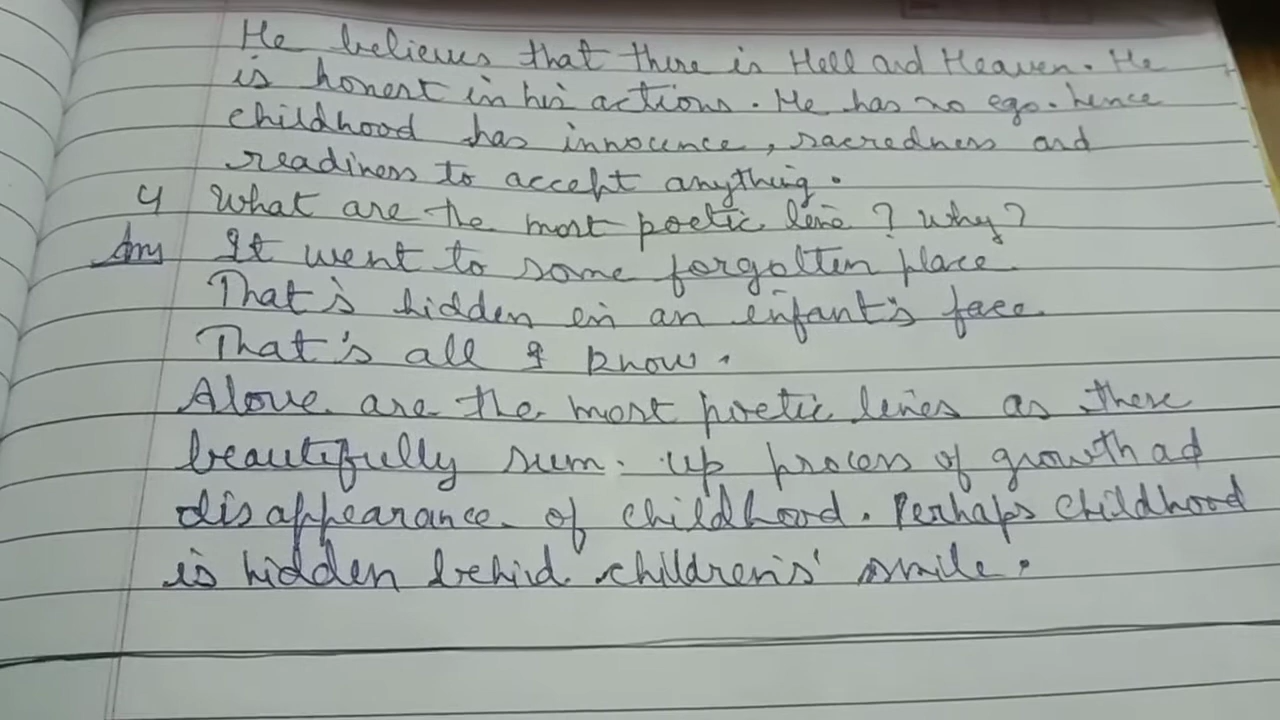 He believes that there is Hell and Heaven. He
is honest in his actions. He has no ego. hence
childhood has innocence, sacredness and
readiness to accept anything.
4 What are the most poetic line ? Why?
Ans It went to some forgotten place
That's hidden in an infant's face.
That's all I know.
Above are the most poetic lines as these
beautifully sum up process of growth ad
disappearance of childhood. Perhaps childhood
is hidden behind children's' smile.